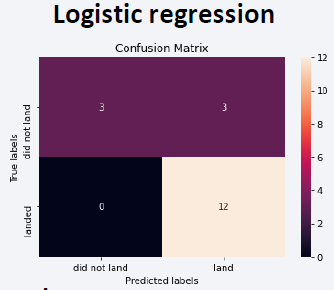 Logistic regression
Confusion Matrix
True labels
did not land
landed
3
3
0
12
did not land
land
Predicted labels
12
10
8
6
4
2
0